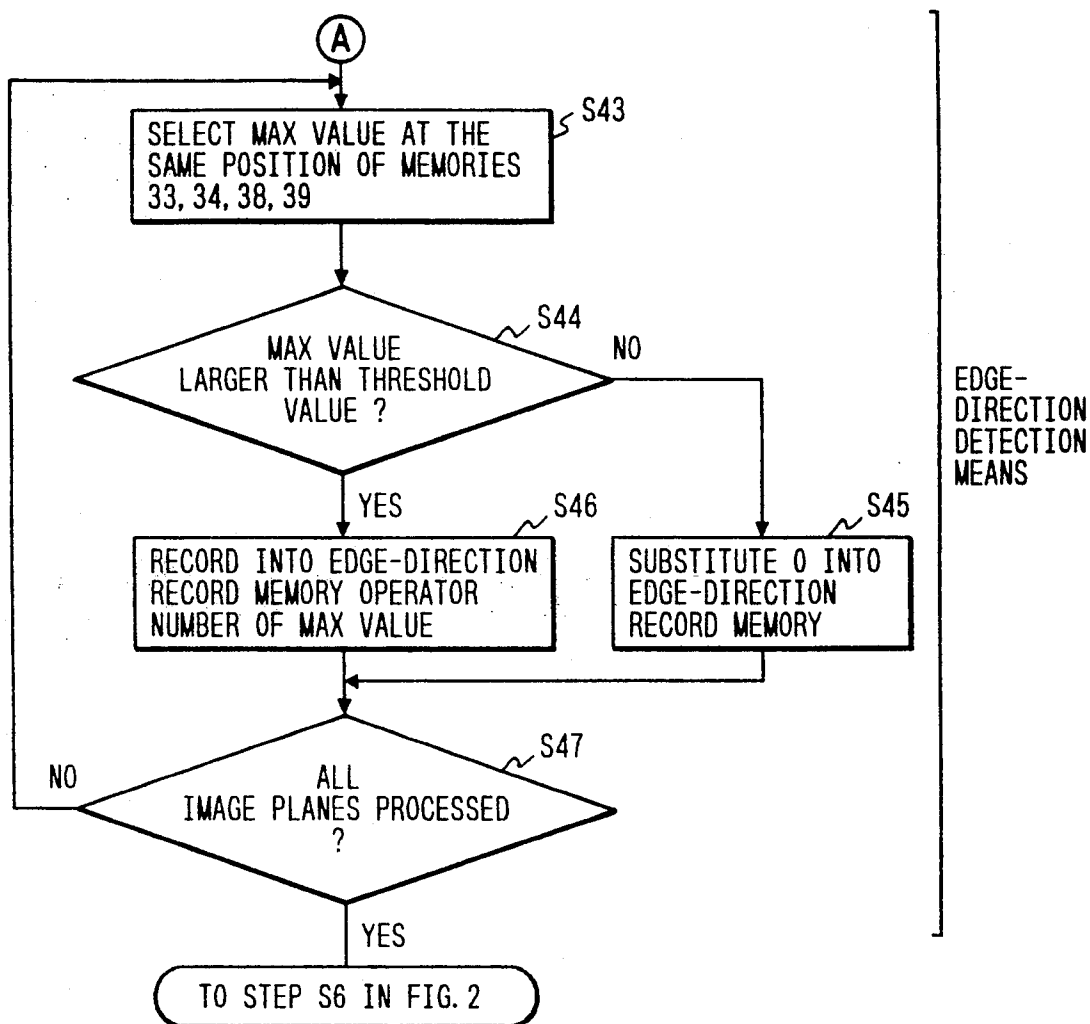 A
S43
SELECT MAX VALUE AT THE
SAME POSITION OF MEMORIES
33, 34, 38, 39
S44
MAX VALUE
LARGER THAN THRESHOLD
VALUE ?
NO
YES
EDGE-
DIRECTION
DETECTION
MEANS
S46
RECORD INTO EDGE-DIRECTION
RECORD MEMORY OPERATOR
NUMBER OF MAX VALUE
S45
SUBSTITUTE 0 INTO
EDGE-DIRECTION
RECORD MEMORY
S47
NO
ALL
IMAGE PLANES PROCESSED
?
YES
TO STEP S6 IN FIG. 2